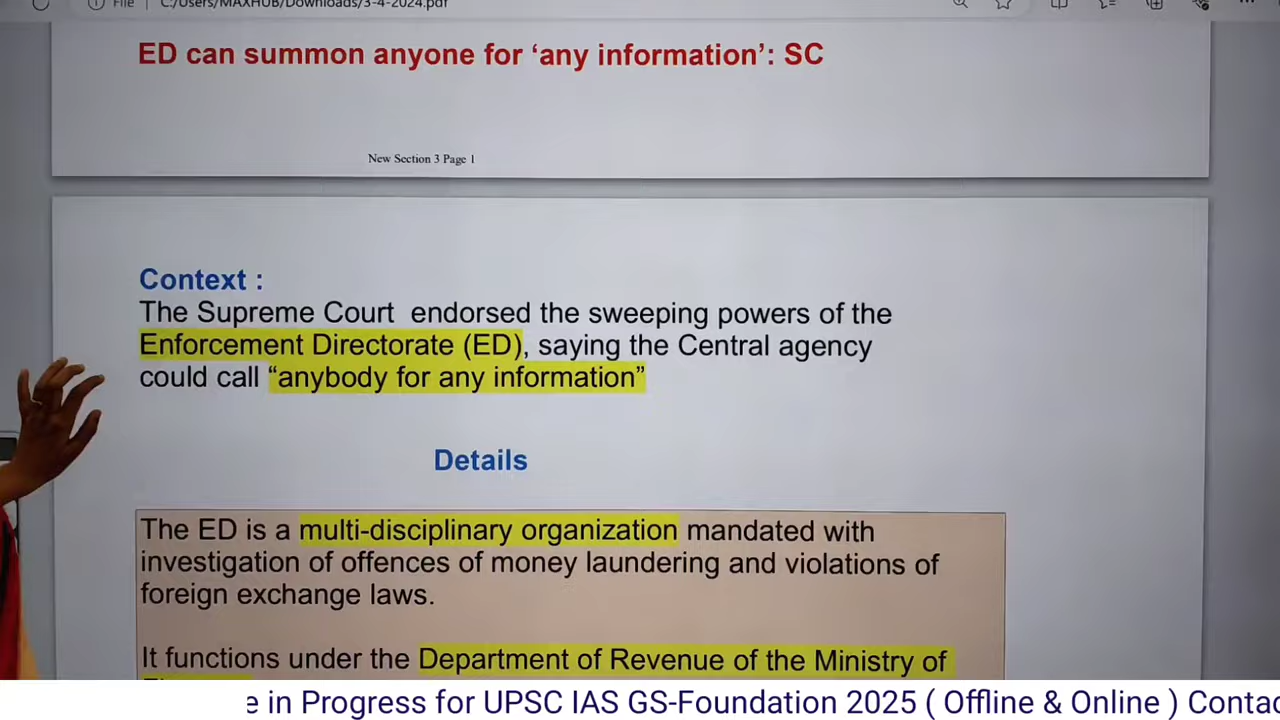 File C:/Users/MAXHUB/Downloads/3-4-2024.pdf
ED can summon anyone for ‘any information’: SC
New Section 3 Page 1
Context :
The Supreme Court endorsed the sweeping powers of the
Enforcement Directorate (ED), saying the Central agency
could call “anybody for any information”
Details
The ED is a multi-disciplinary organization mandated with
investigation of offences of money laundering and violations of
foreign exchange laws.
It functions under the Department of Revenue of the Ministry of
e in Progress for UPSC IAS GS-Foundation 2025 ( Offline & Online ) Contac